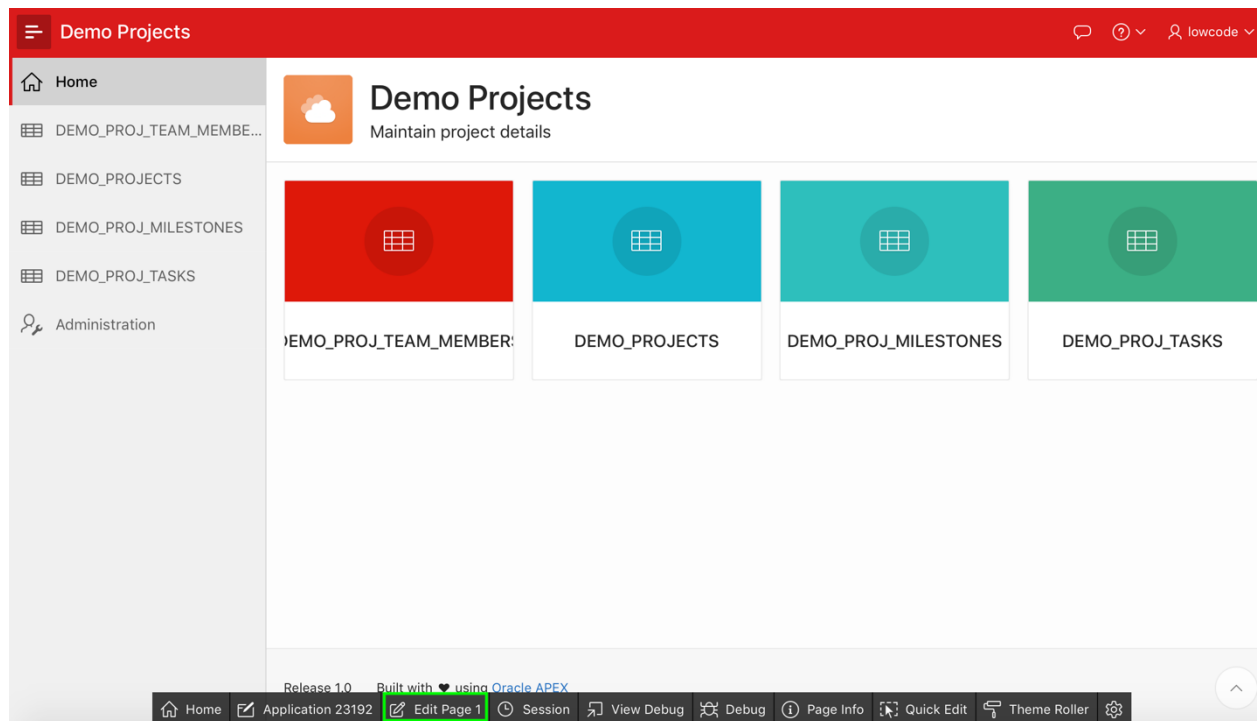 Demo Projects
lowcode
Home
DEMO_PROJ_TEAM_MEMBE...
DEMO_PROJECTS
DEMO_PROJ_MILESTONES
DEMO_PROJ_TASKS
Administration
Demo Projects
Maintain project details
DEMO_PROJ_TEAM_MEMBERS
DEMO_PROJECTS
DEMO_PROJ_MILESTONES
DEMO_PROJ_TASKS
Release 1.0 Built with ♥ using Oracle APEX
Home Application 23192 Edit Page 1 Session View Debug Debug Page Info Quick Edit Theme Roller